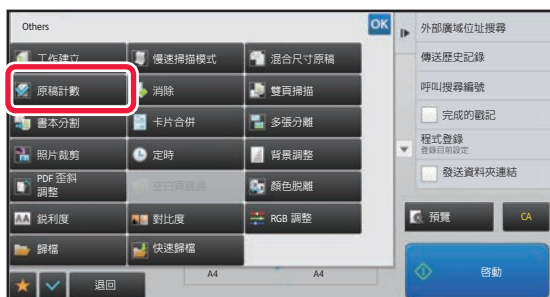 Others
OK
工作建立
慢速掃描模式
混合尺寸原稿
原稿計數
消除
雙頁掃描
書本分割
卡片合併
多張分離
照片裁剪
定時
背景調整
PDF 歪斜
調整
空白頁跳過
顏色脫離
AA 銳利度
對比度
RGB 調整
歸檔
快速歸檔
退回
A4
A4
外部廣域位址搜尋
傳送歷史記錄
呼叫搜尋編號
完成的戳記
程式登錄
登錄目前設定
發送資料夾連結
預覽
CA
啓動